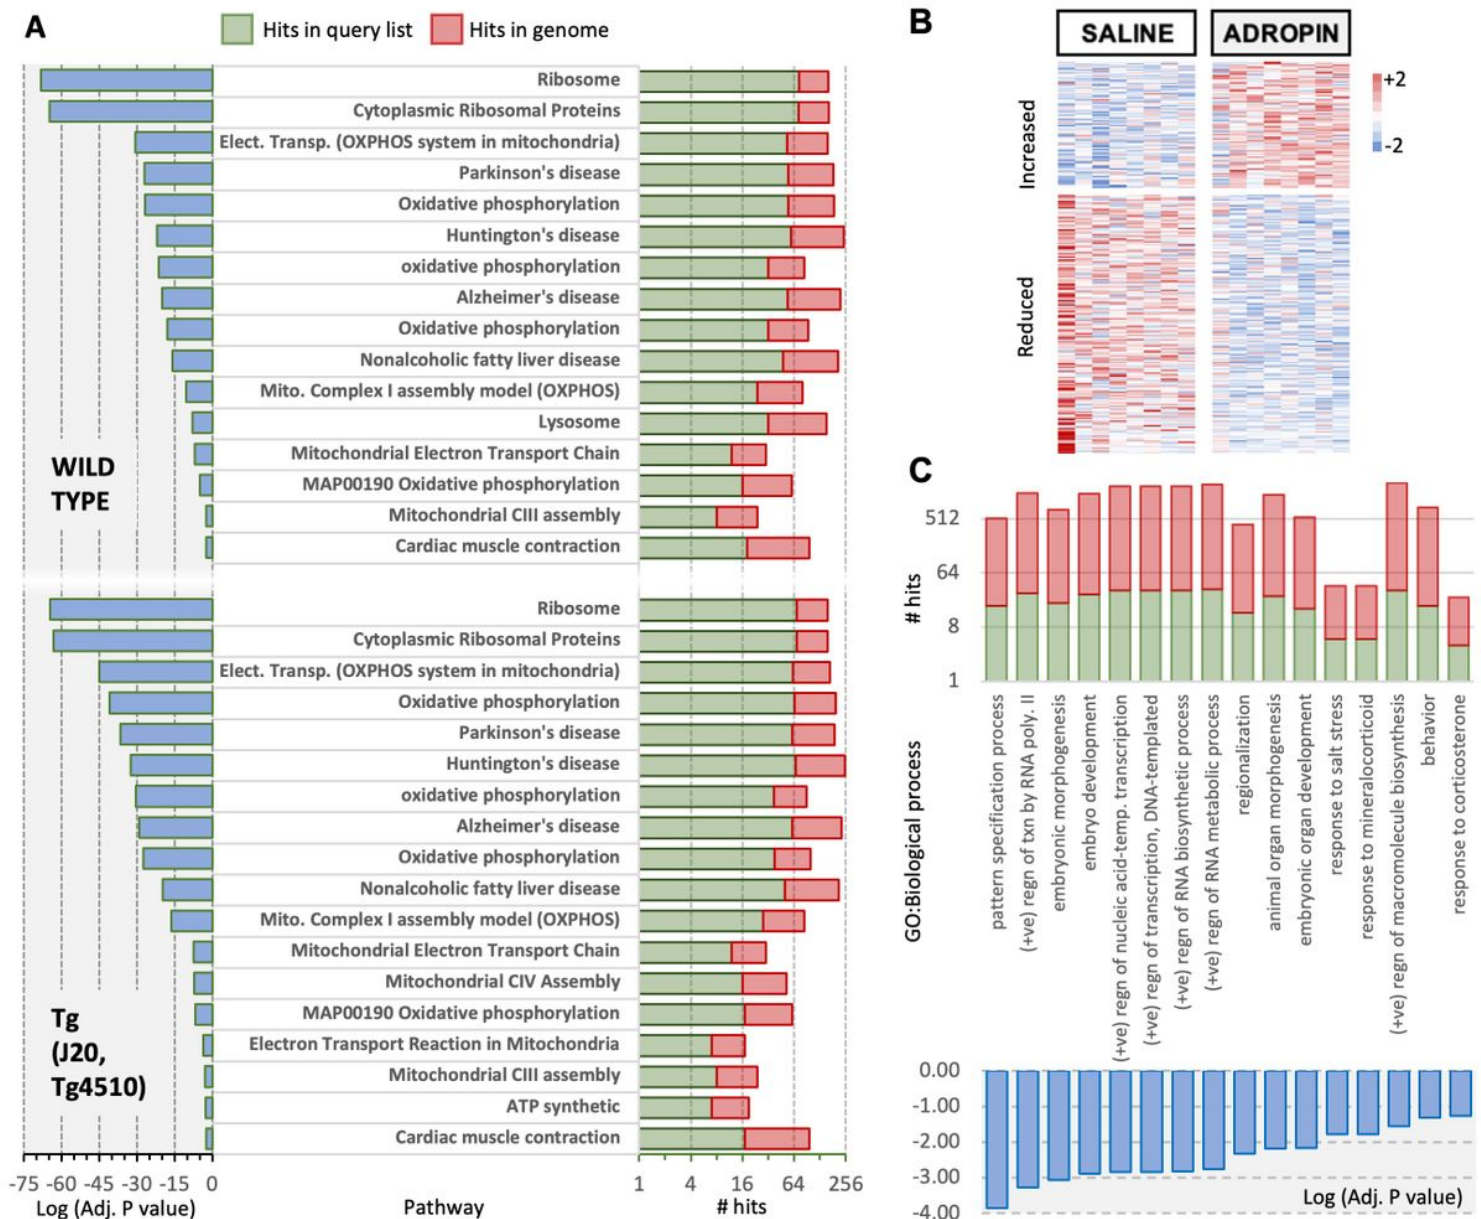 A
Hits in query list
Hits in genome
Ribosome
Cytoplasmic Ribosomal Proteins
Elect. Transp. (OXPHOS system in mitochondria)
Parkinson's disease
Oxidative phosphorylation
Huntington's disease
oxidative phosphorylation
Alzheimer's disease
Oxidative phosphorylation
Nonalcoholic fatty liver disease
Mito. Complex I assembly model (OXPHOS)
Lysosome
Mitochondrial Electron Transport Chain
MAP00190 Oxidative phosphorylation
Mitochondrial CIII assembly
Cardiac muscle contraction
WILD
TYPE
Ribosome
Cytoplasmic Ribosomal Proteins
Elect. Transp. (OXPHOS system in mitochondria)
Oxidative phosphorylation
Parkinson's disease
Huntington's disease
oxidative phosphorylation
Alzheimer's disease
Oxidative phosphorylation
Nonalcoholic fatty liver disease
Mito. Complex I assembly model (OXPHOS)
Mitochondrial Electron Transport Chain
Mitochondrial CIV Assembly
MAP00190 Oxidative phosphorylation
Electron Transport Reaction in Mitochondria
Mitochondrial CIII assembly
ATP synthetic
Cardiac muscle contraction
Tg
(J20,
Tg4510)
-75 -60 -45 -30 -15 0
Log (Adj. P value)
Pathway
1 4 16 64 256
# hits
B
SALINE
ADROPIN
+2
-2
Increased
Reduced
C
512
64
8
1
# hits
GO:Biological process
pattern specification process
(+ve) regn of txn by RNA poly. II
embryonic morphogenesis
embryo development
(+ve) regn of nucleic acid-temp. transcription
(+ve) regn of transcription, DNA-templated
(+ve) regn of RNA biosynthetic process
(+ve) regn of RNA metabolic process
regionalization
animal organ morphogenesis
embryonic organ development
response to salt stress
response to mineralocorticoid
(+ve) regn of macromolecule biosynthesis
behavior
response to corticosterone
0.00
-1.00
-2.00
-3.00
-4.00
Log (Adj. P value)